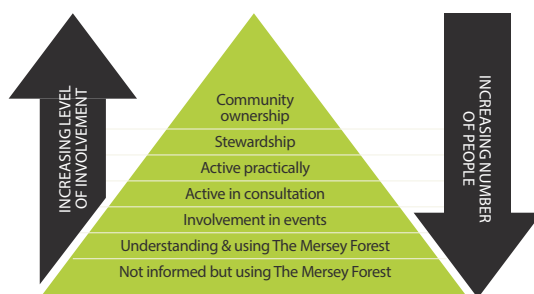 INCREASING LEVEL
OF INVOLVEMENT
Community
ownership
Stewardship
Active practically
Active in consultation
Involvement in events
Understanding & using The Mersey Forest
Not informed but using The Mersey Forest
INCREASING NUMBER
OF PEOPLE